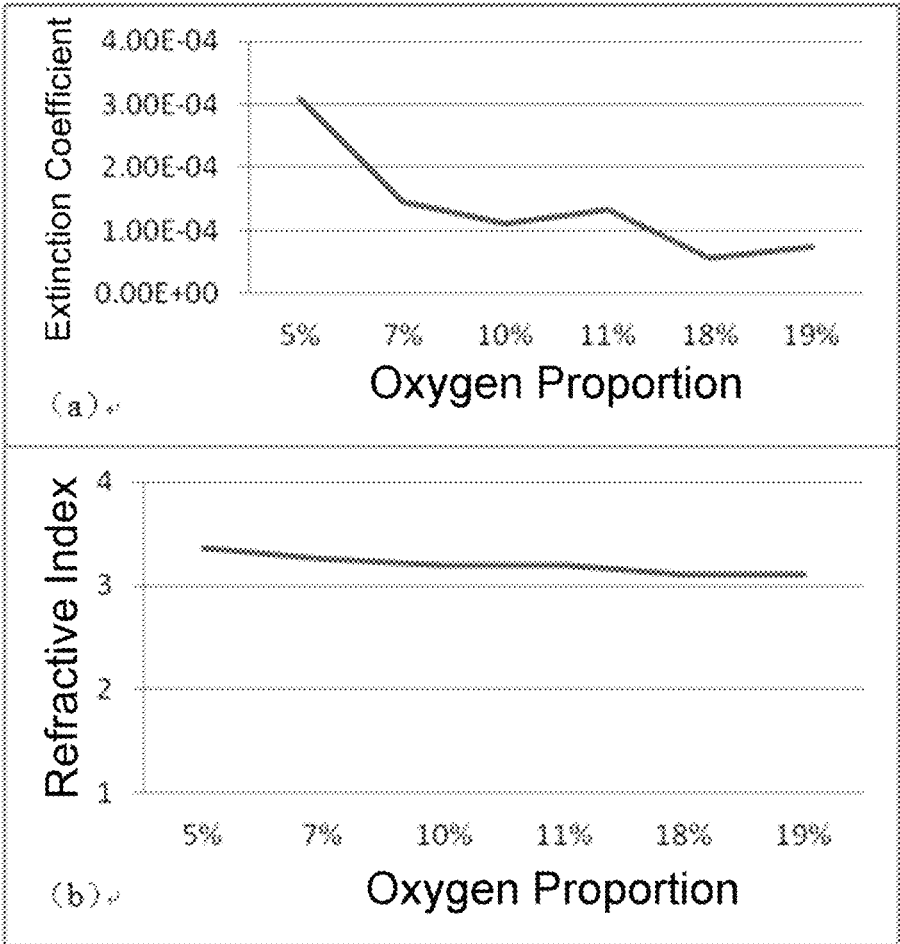 Extinction Coefficient
4.00E-04
3.00E-04
2.00E-04
1.00E-04
0.00E+00
5% 7% 10% 11% 18% 19%
Oxygen Proportion
(a)↵
Refractive Index
4
3
2
1
5% 7% 10% 11% 18% 19%
Oxygen Proportion
(b)↵